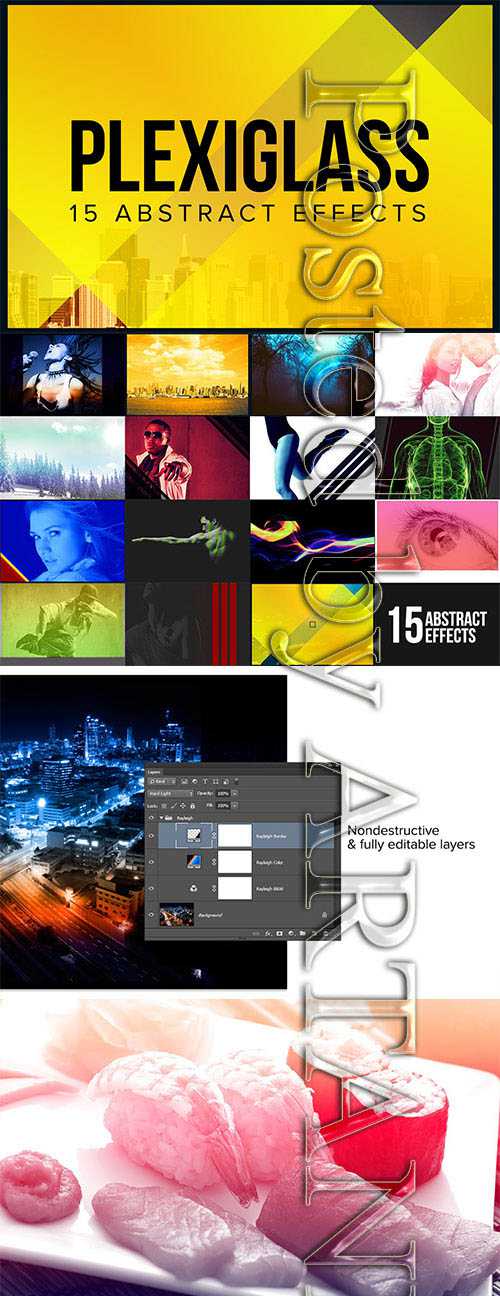 PLEXIGLASS
15 ABSTRACT EFFECTS
15 ABSTRACT
EFFECTS
Layers
Kind
Hard Light Opacity: 100%
Lock: Fill: 100%
Rayleigh
Rayleigh Border
Rayleigh Color
Rayleigh B&W
Background
Nondestructive
& fully editable layers
Posted by ARTAN